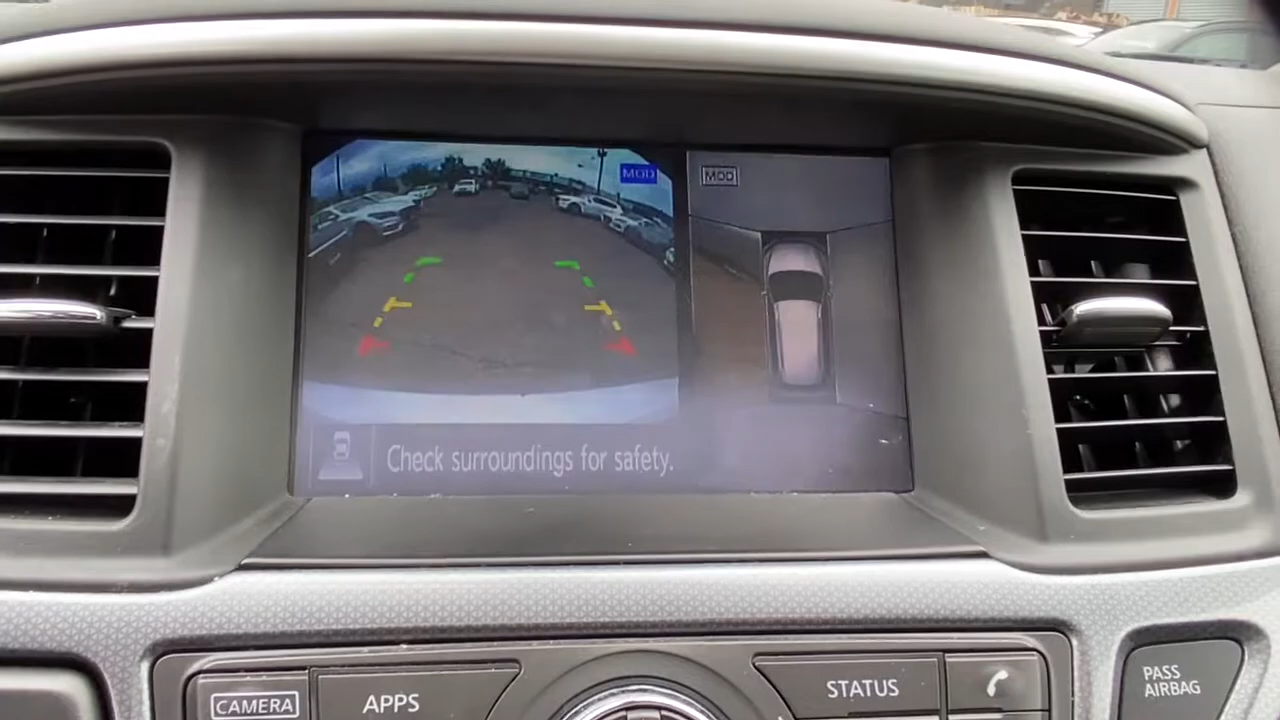 MOD
MOD
Check surroundings for safety.
CAMERA
APPS
STATUS
PASS
AIRBAG